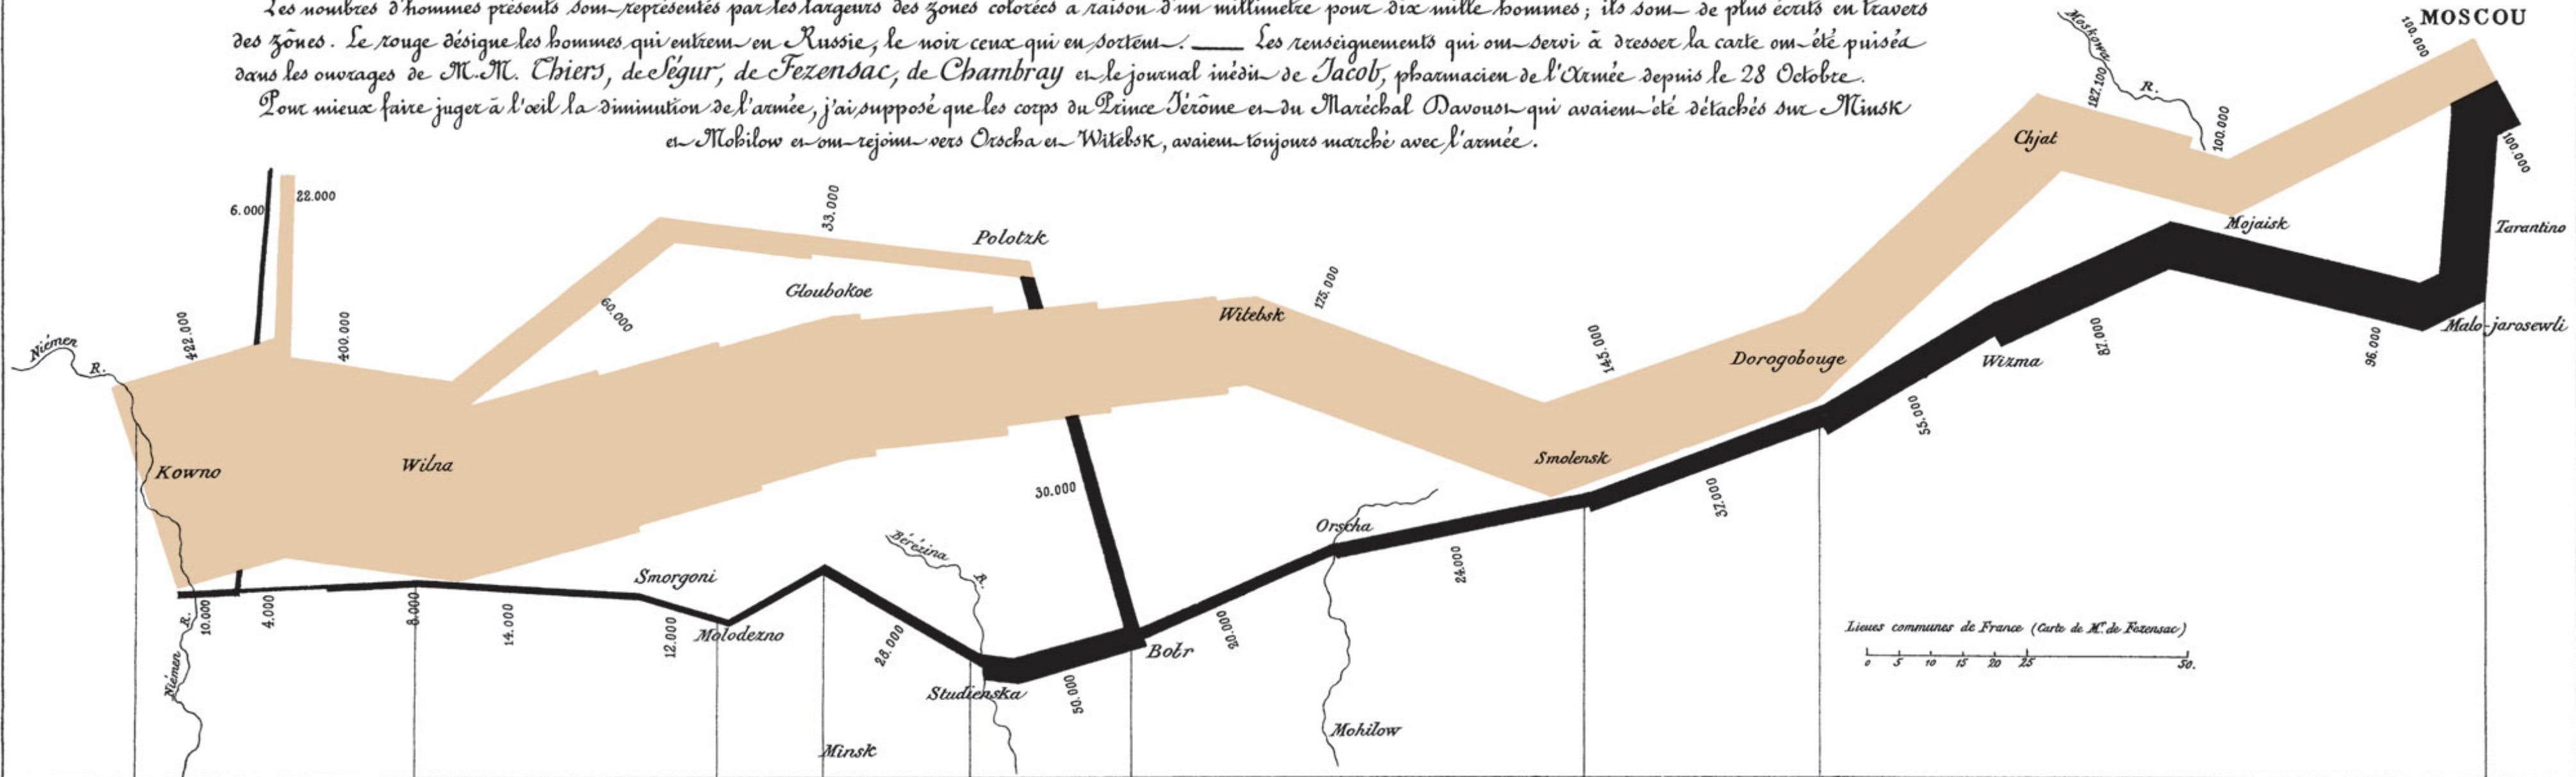 Les nombres d'hommes présents sont représentés par les largeurs des zones colorées à raison d'un millimètre pour dix mille hommes; ils sont de plus écrits en travers
des zônes. Le rouge désigne les hommes qui entrent en Russie, le noir ceux qui en sortent. — Les renseignements qui ont servi à dresser la carte ont été puisés
dans les ouvrages de M.M. Thiers, de Ségur, de Fezensac, de Chambray et le journal inédit de Jacob, pharmacien de l'Armée depuis le 28 Octobre.
Pour mieux faire juger à l'œil la diminution de l'armée, j'ai supposé que les corps du Prince Jérôme et du Maréchal Davoust qui avaient été détachés sur Minsk
et Mohilow et ont rejoint vers Orscha et Witebsk, avaient toujours marché avec l'armée.
MOSCOU
100.000
Moskowa
R.
127.100
100.000
Chjat
100.000
6.000
22.000
33.000
Polotzk
Mojaisk
Tarantino
60.000
Gloubokoe
422.000
400.000
Witebsk
175.000
145.000
Niémen
R.
Dorogobouge
Wizma
87.000
96.000
Malo-jarosewli
Kowno
Wilna
Smolensk
55.000
30.000
37.000
Orscha
Bérézina
R.
24.000
Smorgoni
10.000
4.000
8.000
14.000
12.000
Molodezno
28.000
20.000
Bobr
R.
Niémen
Studienska
50.000
Minsk
Mohilow
Lieues communes de France (Carte de M. de Fezensac)
0 5 10 15 20 25 50.